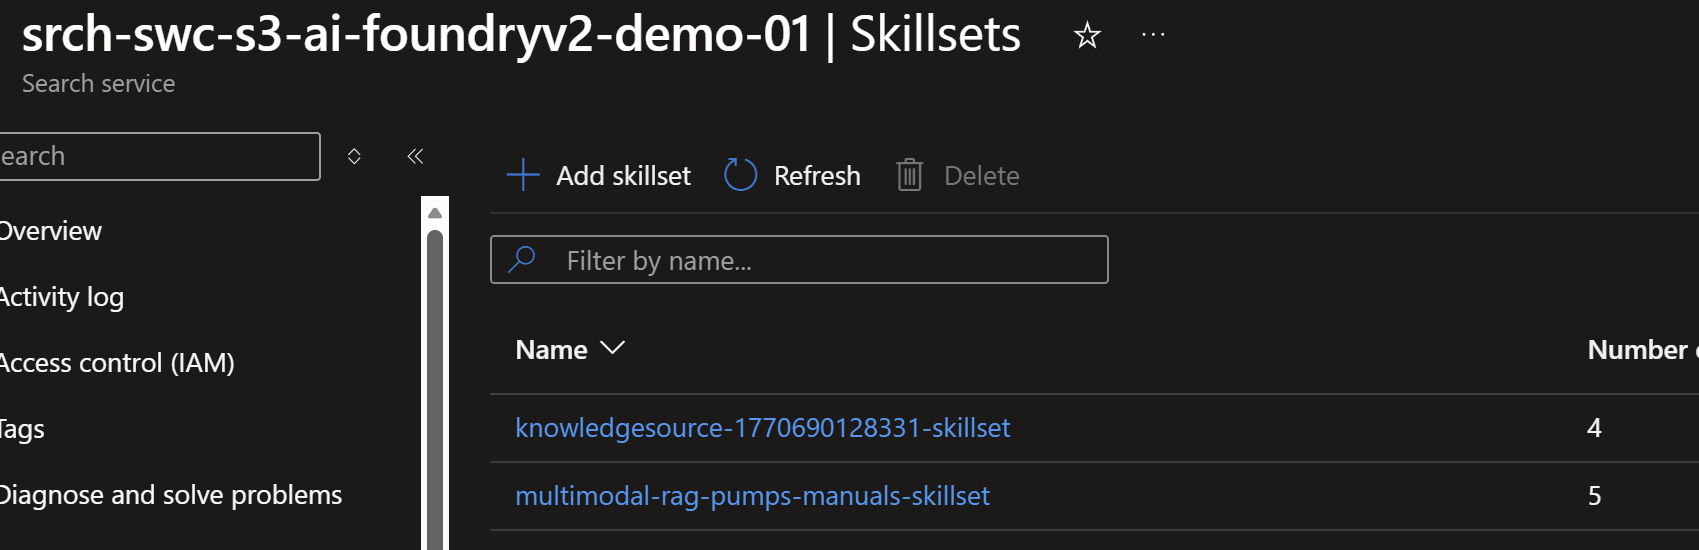 srch-swc-s3-ai-foundryv2-demo-01 | Skillsets
Search service
earch
Overview
Activity log
Access control (IAM)
Tags
Diagnose and solve problems
Add skillset Refresh Delete
Filter by name...
Name Number
knowledgesource-1770690128331-skillset 4
multimodal-rag-pumps-manuals-skillset 5